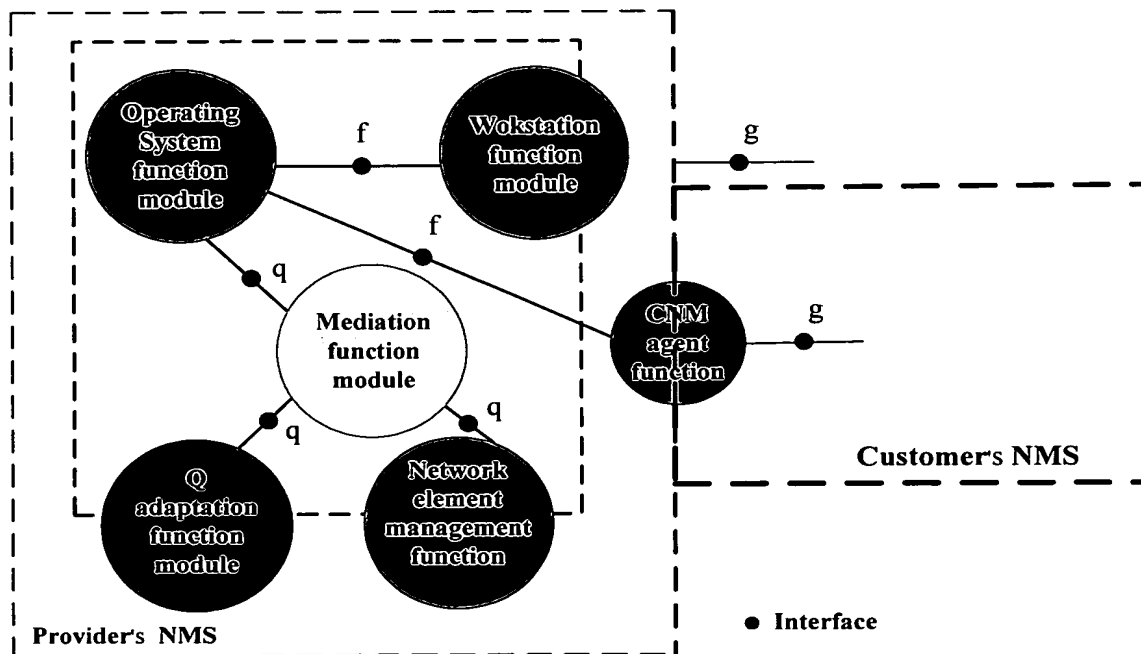 Operating
System
function
module
f
Wokstation
function
module
g
f
q
Mediation
function
module
CNM
agent
function
g
q
q
Q
adaptation
function
module
Network
element
management
function
Customer's NMS
Provider's NMS
Interface